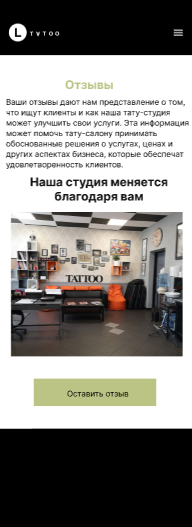 L TYTOO
Отзывы
Ваши отзывы дают нам представление о том,
что ищут клиенты и как наша тату-студия
может улучшить свои услуги. Эта информация
может помочь тату-салону принимать
обоснованные решения о услугах, ценах и
других аспектах бизнеса, которые обеспечат
удовлетворенность клиентов.
Наша студия меняется
благодаря вам
TATTOO
Оставить отзыв